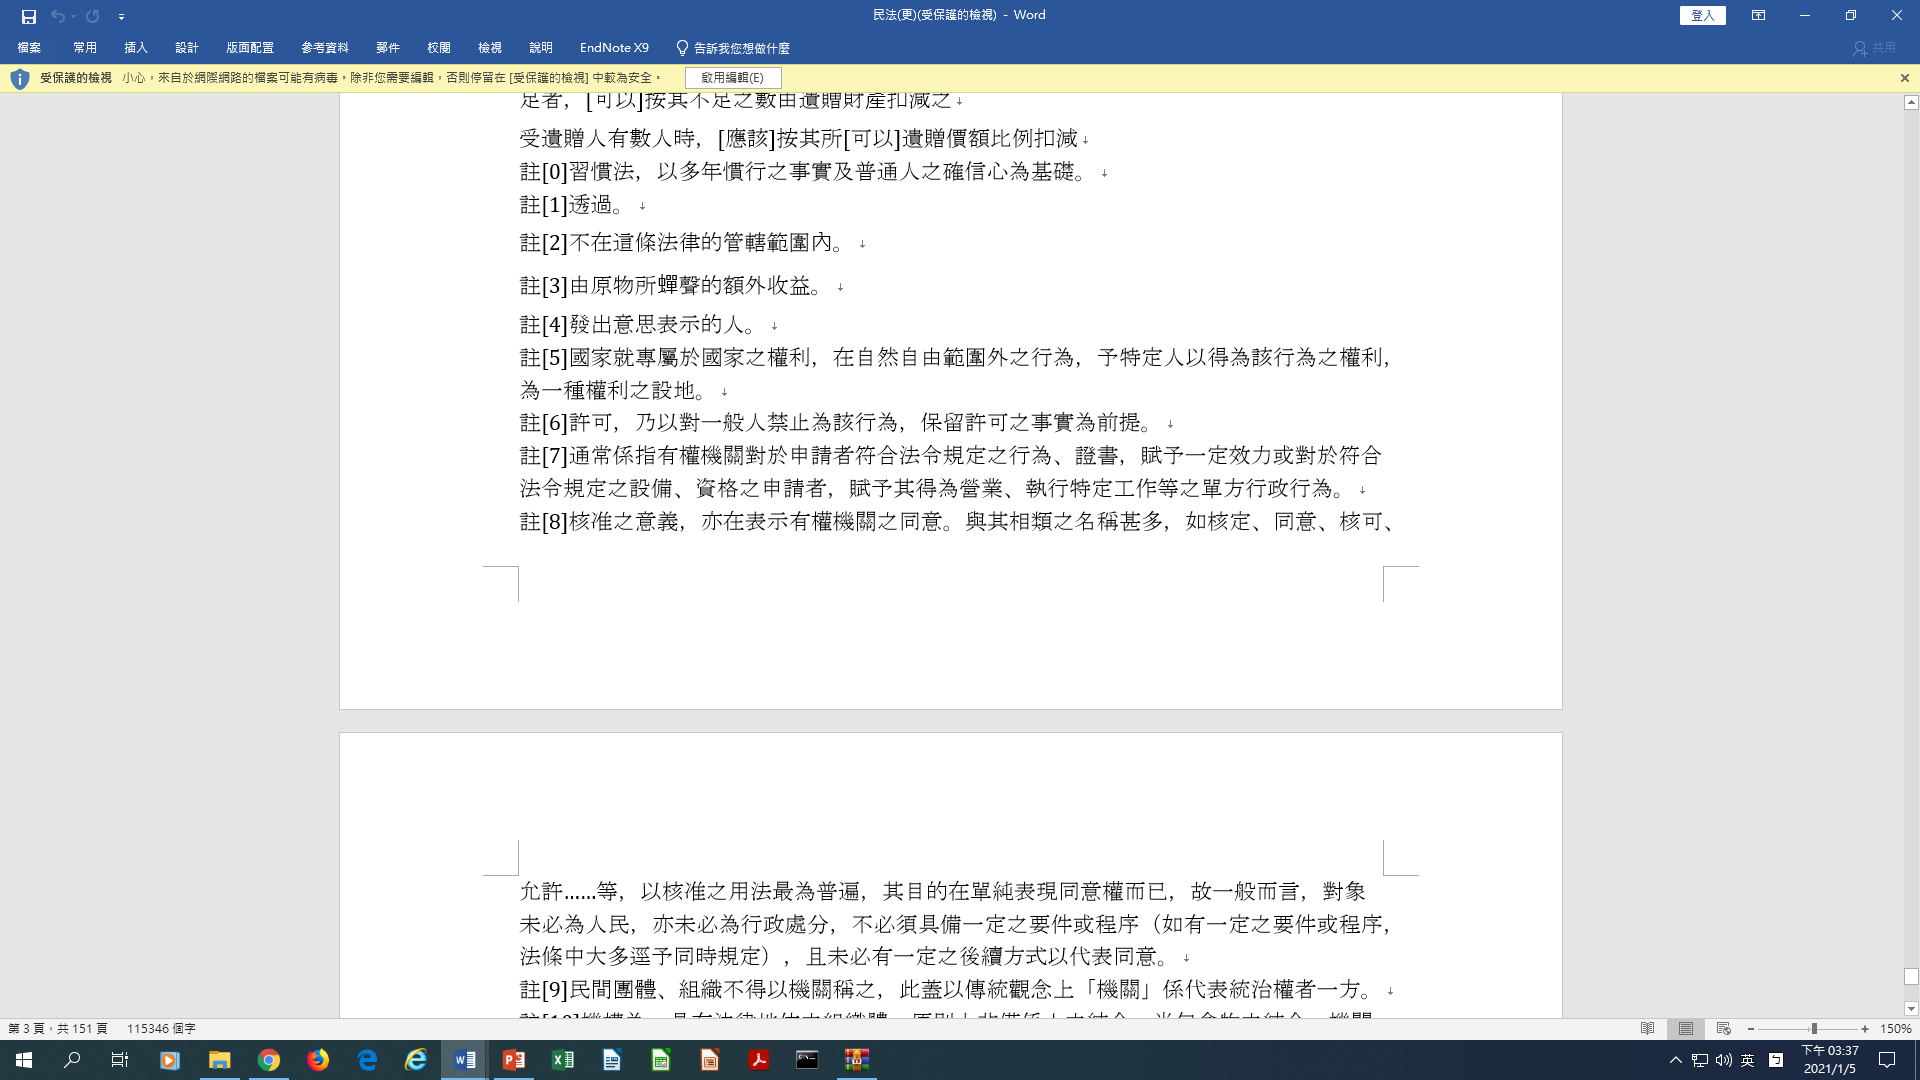 民法(更)(受保護的檢視) - Word
登入
檔案 常用 插入 設計 版面配置 參考資料 郵件 校閱 檢視 說明 EndNote X9 告訴我您想做什麼 共用
受保護的檢視 小心,來自於網際網路的檔案可能有病毒。除非您需要編輯,否則停留在 [受保護的檢視] 中較為安全。 啟用編輯(E)
足者,[可以]按其不足之數由遺贈財產扣減之
受遺贈人有數人時,[應該]按其所[可以]遺贈價額比例扣減
註[0]習慣法,以多年慣行之事實及普通人之確信心為基礎。
註[1]透過。
註[2]不在這條法律的管轄範圍內。
註[3]由原物所蟬聲的額外收益。
註[4]發出意思表示的人。
註[5]國家就專屬於國家之權利,在自然自由範圍外之行為,予特定人以得為該行為之權利,
為一種權利之設地。
註[6]許可,乃以對一般人禁止為該行為,保留許可之事實為前提。
註[7]通常係指有權機關對於申請者符合法令規定之行為、證書,賦予一定效力或對於符合
法令規定之設備、資格之申請者,賦予其得為營業、執行特定工作等之單方行政行為。
註[8]核准之意義,亦在表示有權機關之同意。與其相類之名稱甚多,如核定、同意、核可、
允許......等,以核准之用法最為普遍,其目的在單純表現同意權而已,故一般而言,對象
未必為人民,亦未必為行政處分,不必須具備一定之要件或程序(如有一定之要件或程序,
法條中大多逕予同時規定),且未必有一定之後續方式以代表同意。
註[9]民間團體、組織不得以機關稱之,此蓋以傳統觀念上「機關」係代表統治權者一方。
第 3 頁,共 151 頁 115346 個字
150%
英
下午 03:37
2021/1/5